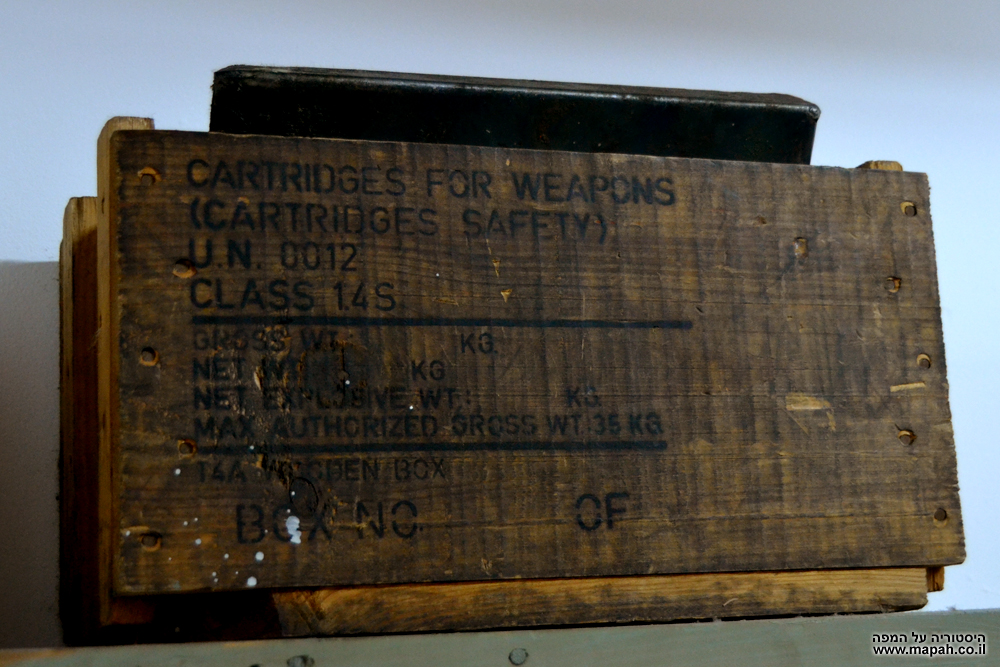 CARTRIDGES FOR WEAPONS
(CARTRIDGES SAFETY)
U.N. 0012
CLASS 1.4S
GROSS WT.: KG.
NET WT. KG
NET EXPLOSIVE WT.: KG.
MAX. AUTHORIZED GROSS WT. 35 KG
T4A WOODEN BOX
BOX NO. OF
היסטוריה על המפה
www.mapah.co.il